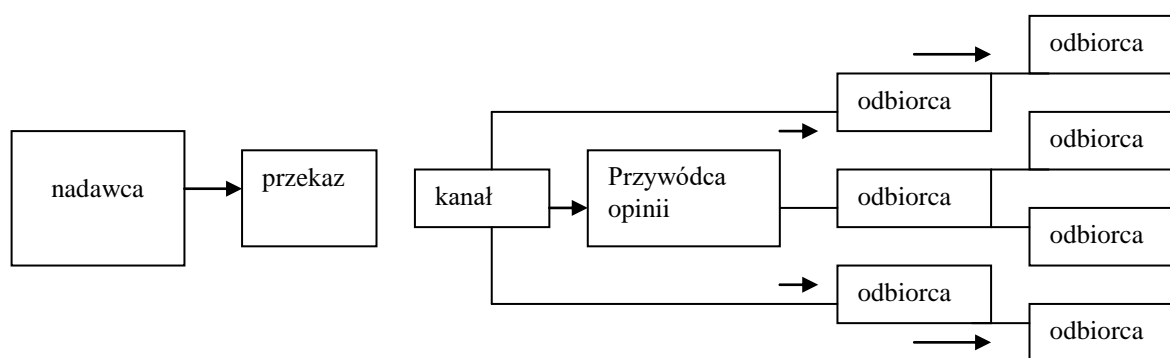 nadawca
przekaz
kanał
Przywódca
opinii
odbiorca
odbiorca
odbiorca
odbiorca
odbiorca
odbiorca
odbiorca